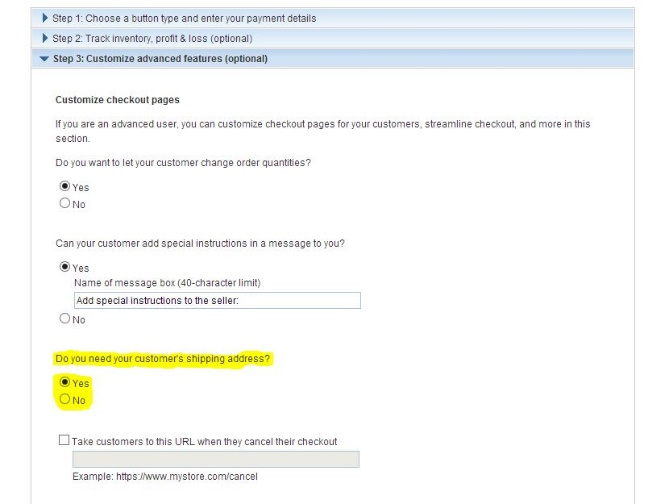 Step 1: Choose a button type and enter your payment details
Step 2: Track inventory, profit & loss (optional)
Step 3: Customize advanced features (optional)
Customize checkout pages
If you are an advanced user, you can customize checkout pages for your customers, streamline checkout, and more in this
section.
Do you want to let your customer change order quantities?
Yes
No
Can your customer add special instructions in a message to you?
Yes
Name of message box (40-character limit)
Add special instructions to the seller:
No
Do you need your customer's shipping address?
Yes
No
Take customers to this URL when they cancel their checkout
Example: https://www.mystore.com/cancel